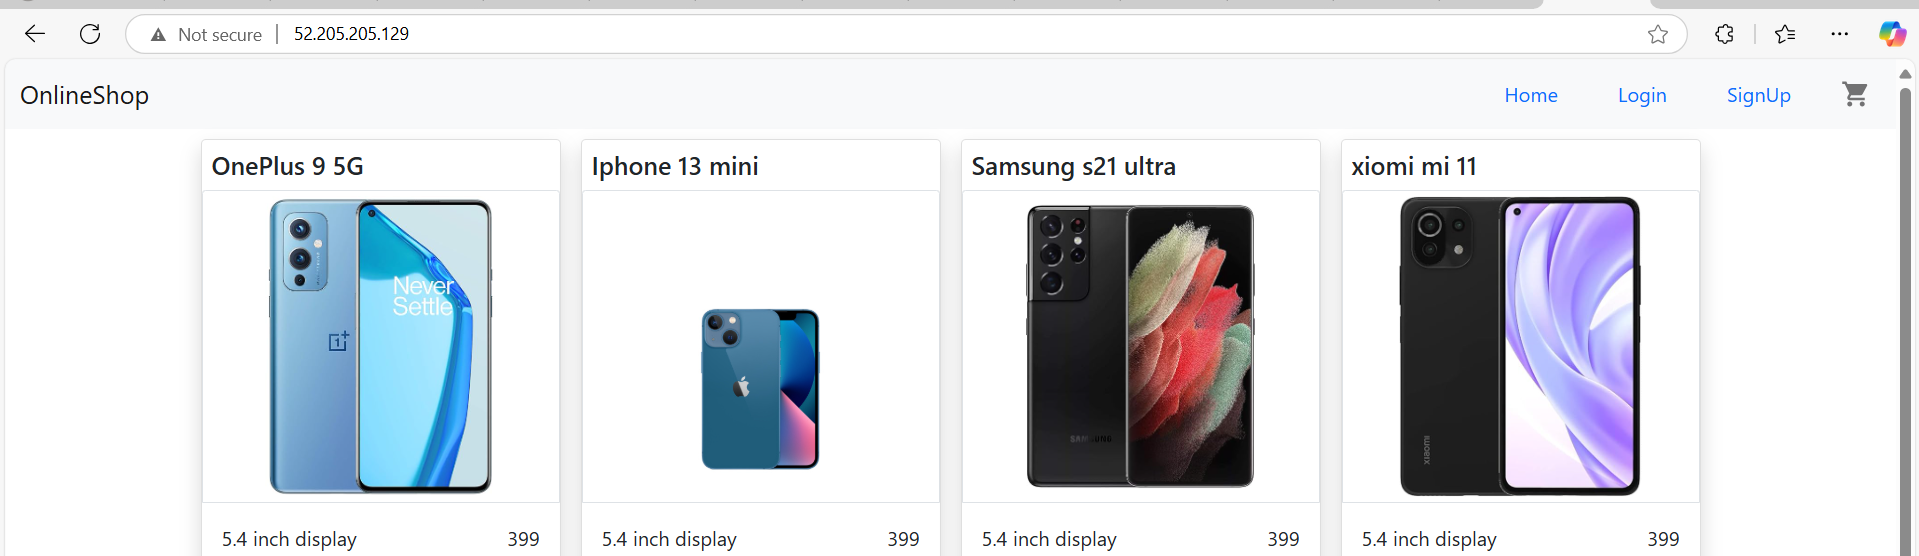 Not secure | 52.205.205.129
OnlineShop
Home
Login
SignUp
OnePlus 9 5G
Iphone 13 mini
Samsung s21 ultra
xiomi mi 11
Never
Settle
SAMSUNG
XIAOMI
5.4 inch display 399
5.4 inch display 399
5.4 inch display 399
5.4 inch display 399